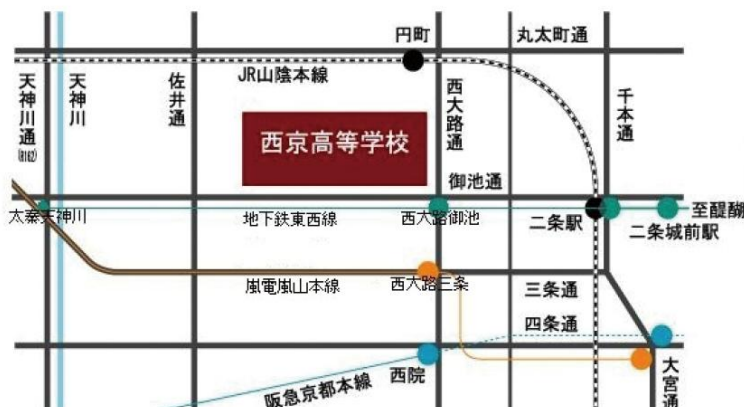 円町
丸太町通
JR山陰本線
天神川通
天神川
佐井通
西大路通
千本通
西京高等学校
御池通
太秦天神川
地下鉄東西線
西大路御池
二条駅
至醍醐
二条城前駅
嵐電嵐山本線
西大路三条
三条通
四条通
阪急京都本線
西院
大宮通